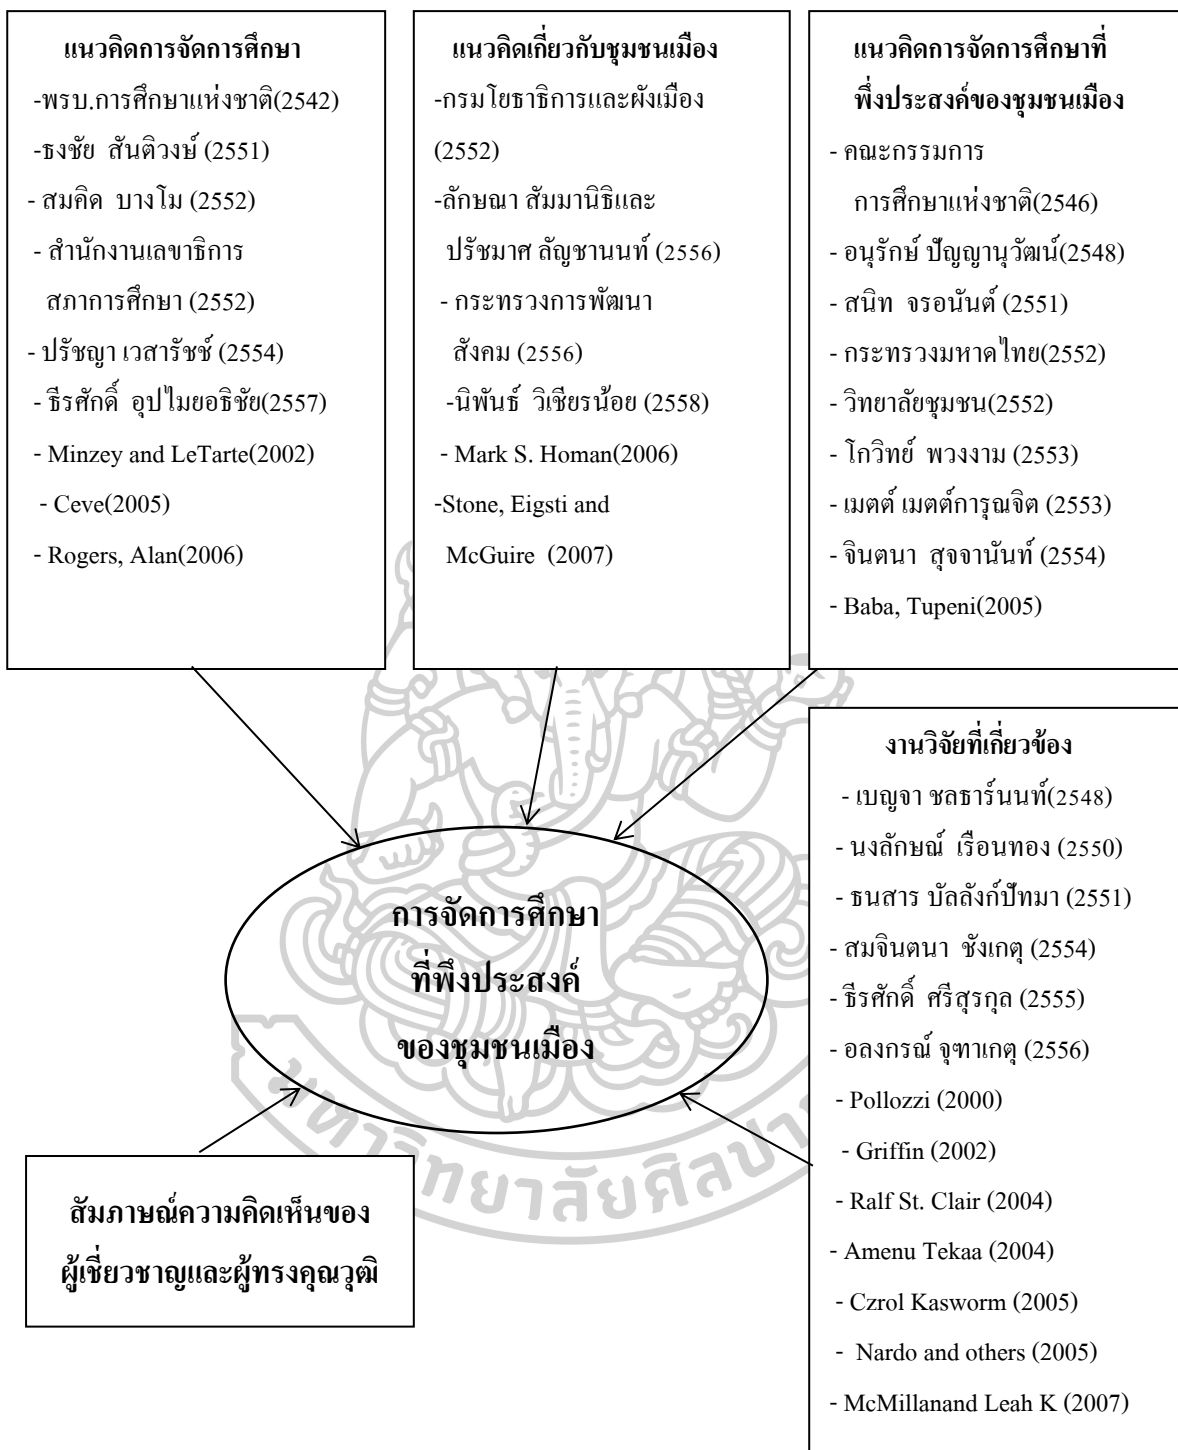 แนวคิดการจัดการศึกษา
-พรบ.การศึกษาแห่งชาติ(2542)
-ธงชัย สันติวงษ์ (2551)
- สมคิด บางโม (2552)
- สำนักงานเลขาธิการ
สภาการศึกษา (2552)
- ปรัชญา เวสารัชช์ (2554)
- ธีรศักดิ์ อุปไมยอธิชัย(2557)
- Minzey and LeTarte(2002)
- Ceve(2005)
- Rogers, Alan(2006)
แนวคิดเกี่ยวกับชุมชนเมือง
-กรมโยธาธิการและผังเมือง
(2552)
-ลักษณา สัมมานิธิและ
ปรัชมาศ ลัญชานนท์ (2556)
- กระทรวงการพัฒนา
สังคม (2556)
-นิพันธ์ วิเชียรน้อย (2558)
- Mark S. Homan(2006)
-Stone, Eigsti and
McGuire (2007)
แนวคิดการจัดการศึกษาที่
พึ่งประสงค์ของชุมชนเมือง
- คณะกรรมการ
การศึกษาแห่งชาติ(2546)
- อนุรักษ์ ปัญญานุวัฒน์(2548)
- สนิท จรอนันต์ (2551)
- กระทรวงมหาดไทย(2552)
- วิทยาลัยชุมชน(2552)
- โกวิทย์ พวงงาม (2553)
- เมตต์ เมตต์การุณจิต (2553)
- จินตนา สุจจานันท์ (2554)
- Baba, Tupeni(2005)
งานวิจัยที่เกี่ยวข้อง
- เบญจา ชลธาร์นนท์(2548)
- นงลักษณ์ เรือนทอง (2550)
- ธนสาร บัลลังก์ปัทมา (2551)
- สมจินตนา ชังเกตุ (2554)
- ธีรศักดิ์ ศรีสุรกุล (2555)
- อลงกรณ์ จุฑาเกตุ (2556)
- Pollozzi (2000)
- Griffin (2002)
- Ralf St. Clair (2004)
- Amenu Tekaa (2004)
- Czrol Kasworm (2005)
- Nardo and others (2005)
- McMillanand Leah K (2007)
การจัดการศึกษา
ที่พึงประสงค์
ของชุมชนเมือง
สัมภาษณ์ความคิดเห็นของ
ผู้เชี่ยวชาญและผู้ทรงคุณวุฒิ
มหาวิทยาลัยศิลปาก